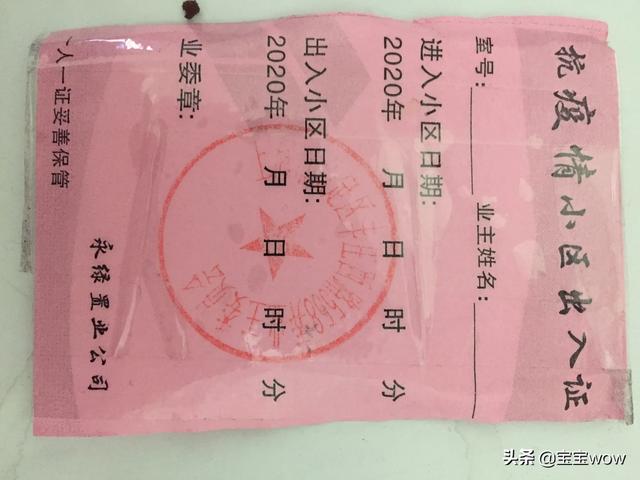 抗疫情小区出入证
室号:________ 业主姓名:________
进入小区日期:
2020年 月 日 时 分
出入小区日期:
2020年 月 日 时 分
业委章:
人一证妥善保管
永绿置业公司
头条 @宝宝wow